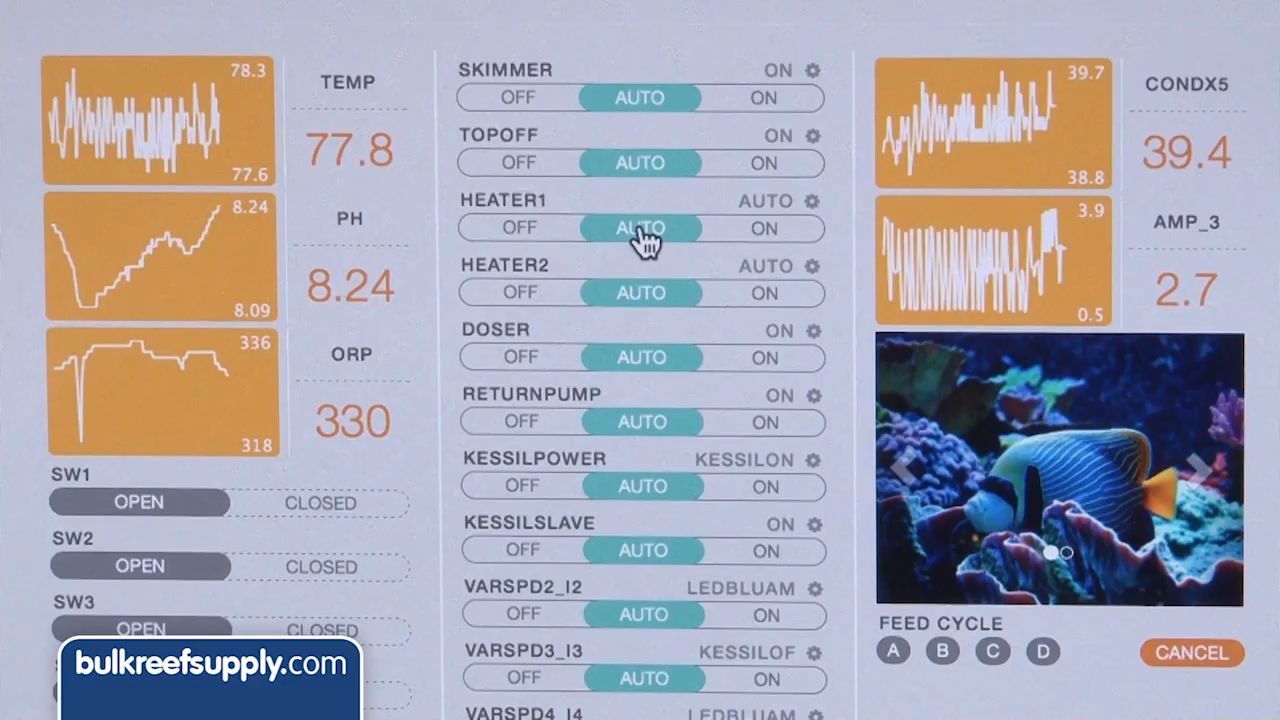 78.3
TEMP
77.8
77.6
8.24
PH
8.24
8.09
336
ORP
330
318
SW1
OPEN CLOSED
SW2
OPEN CLOSED
SW3
OPEN CLOSED
bulkreefsupply.com
SKIMMER ON
OFF AUTO ON
TOPOFF ON
OFF AUTO ON
HEATER1 AUTO
OFF AUTO ON
HEATER2 AUTO
OFF AUTO ON
DOSER ON
OFF AUTO ON
RETURNPUMP ON
OFF AUTO ON
KESSILPOWER KESSILON
OFF AUTO ON
KESSILSLAVE ON
OFF AUTO ON
VARSPD2_I2 LEDBLUAM
OFF AUTO ON
VARSPD3_I3 KESSILOF
OFF AUTO ON
VARSPD4_I4 LEDBLUAM
39.7
CONDX5
39.4
38.8
3.9
AMP_3
2.7
0.5
FEED CYCLE
A B C D CANCEL